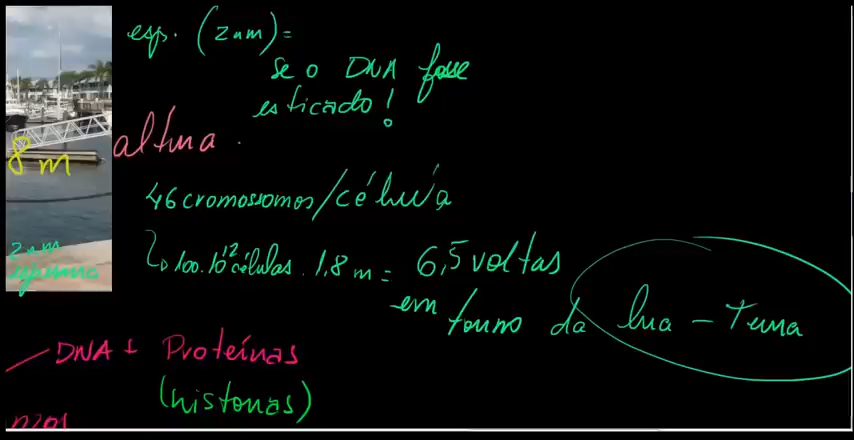 esp. (2nm)=
se o DNA fosse
esticado!
altura
8 m
46 cromossomos/célula
↳ 100.10¹² células . 1,8 m = 6,5 voltas
em torno da lua - Terra
2 nm
espessura
DNA + Proteínas
(histonas)